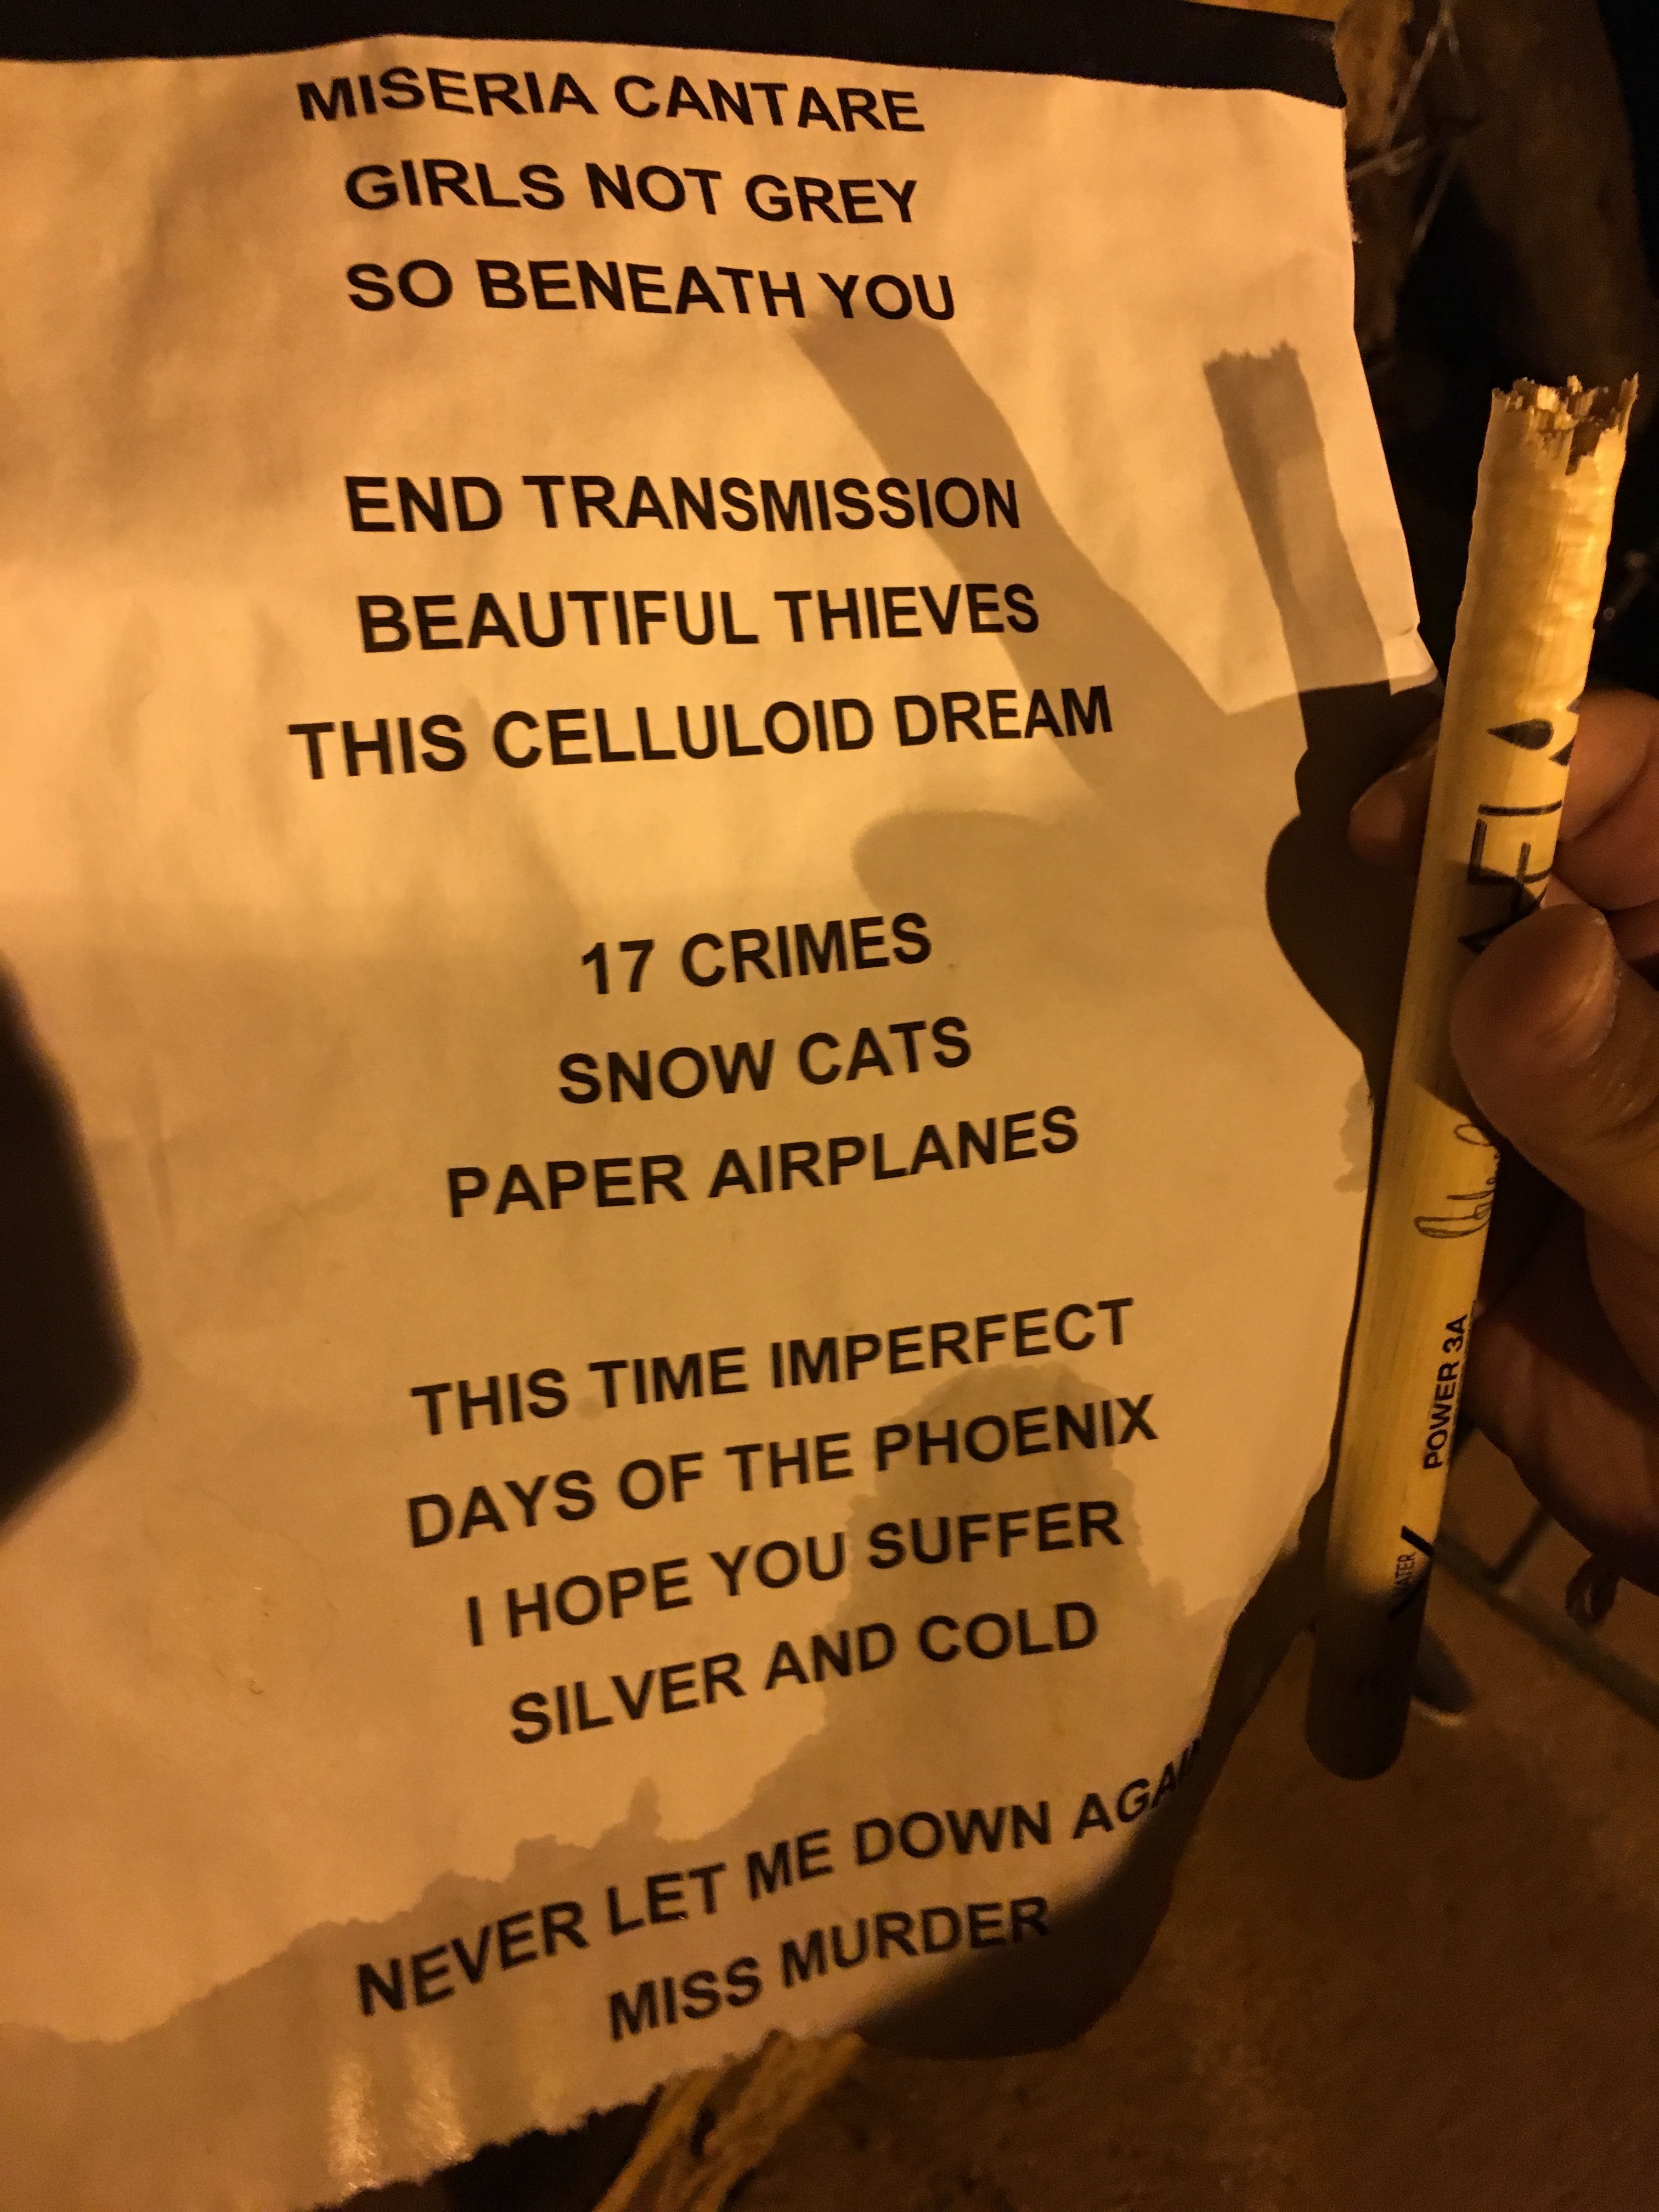 MISERIA CANTARE
GIRLS NOT GREY
SO BENEATH YOU
END TRANSMISSION
BEAUTIFUL THIEVES
THIS CELLULOID DREAM
17 CRIMES
SNOW CATS
PAPER AIRPLANES
THIS TIME IMPERFECT
DAYS OF THE PHOENIX
I HOPE YOU SUFFER
SILVER AND COLD
NEVER LET ME DOWN AGAIN
MISS MURDER
AFI
POWER 3A